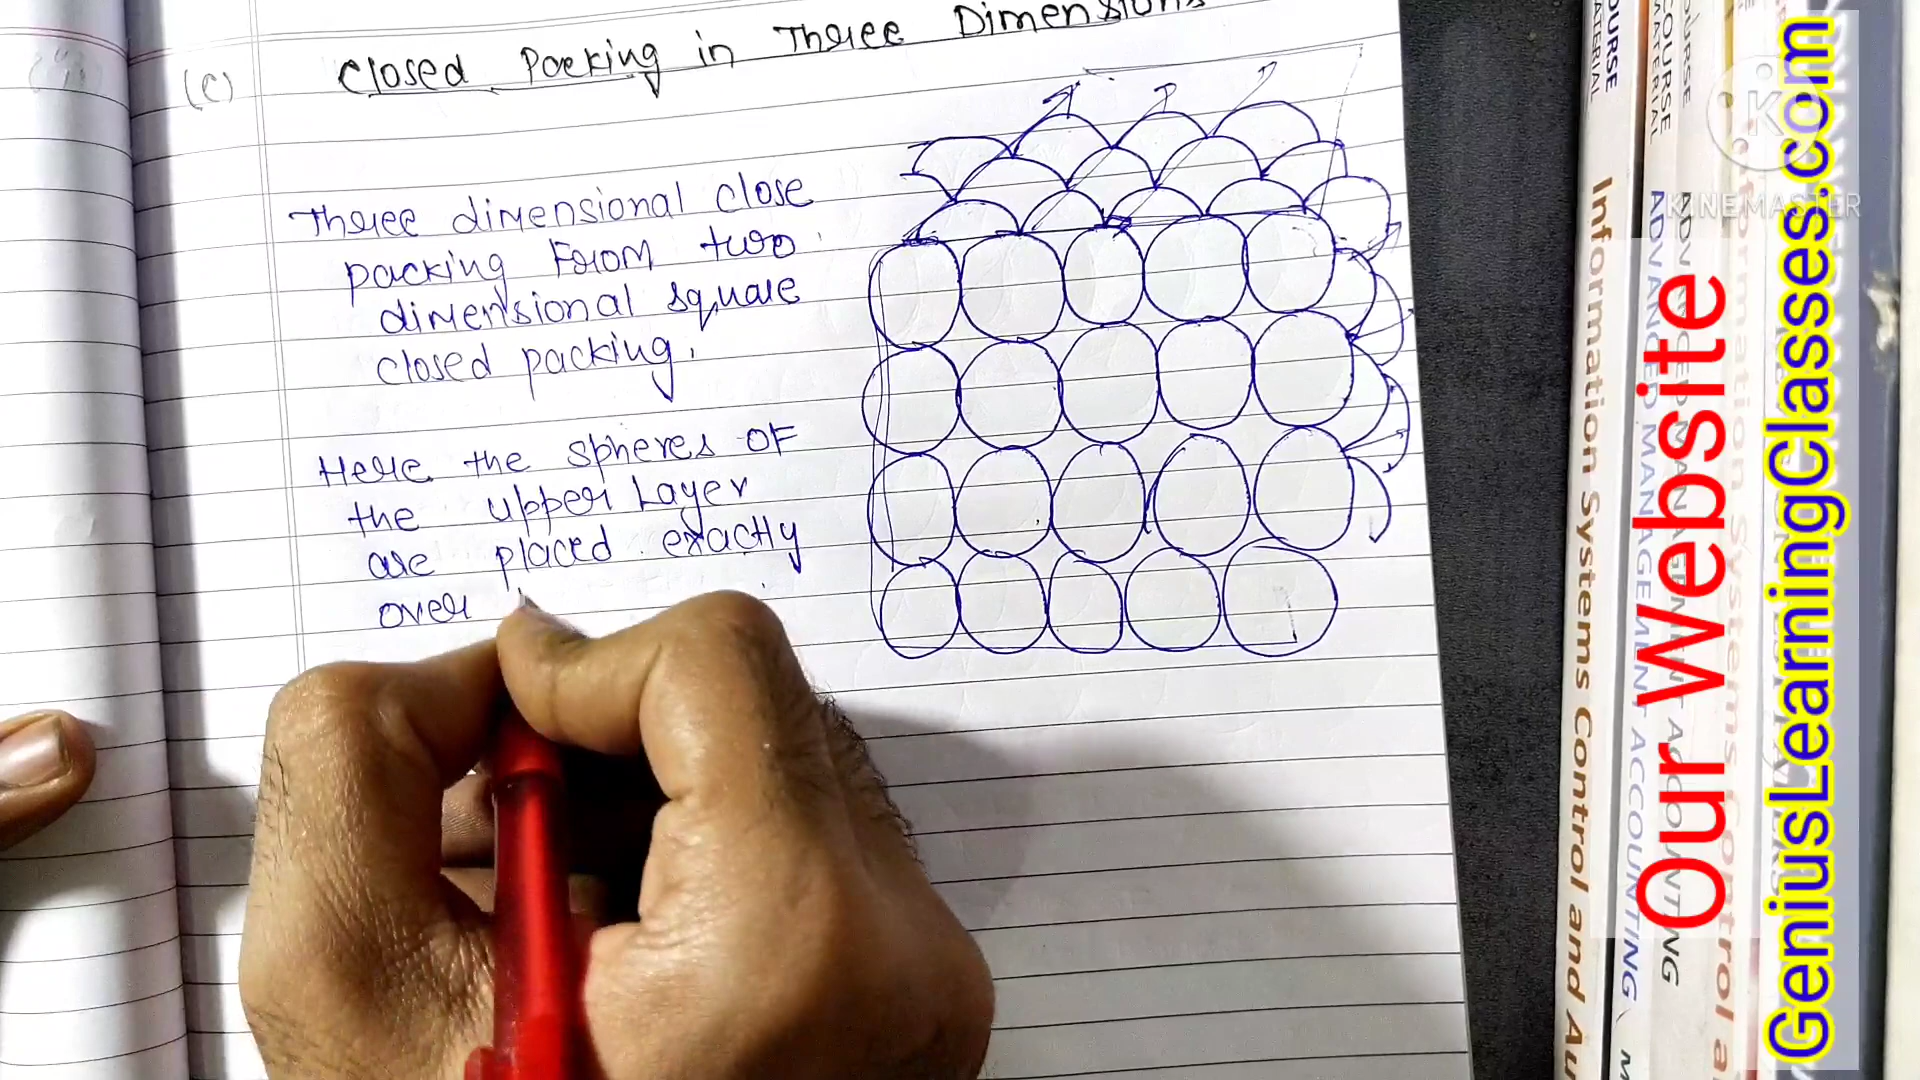 (c) Closed Packing in Three Dimensions
Three dimensional close
packing From two
dimensional square
closed packing.
Here the spheres OF
the upper Layer
are placed exactly
over
KINEMASTER
Our Website
GeniusLearningClasses.com
Information Systems Control and Au
ADVANCED MANAGEMENT ACCOUNTING
COURSE
MATERIAL